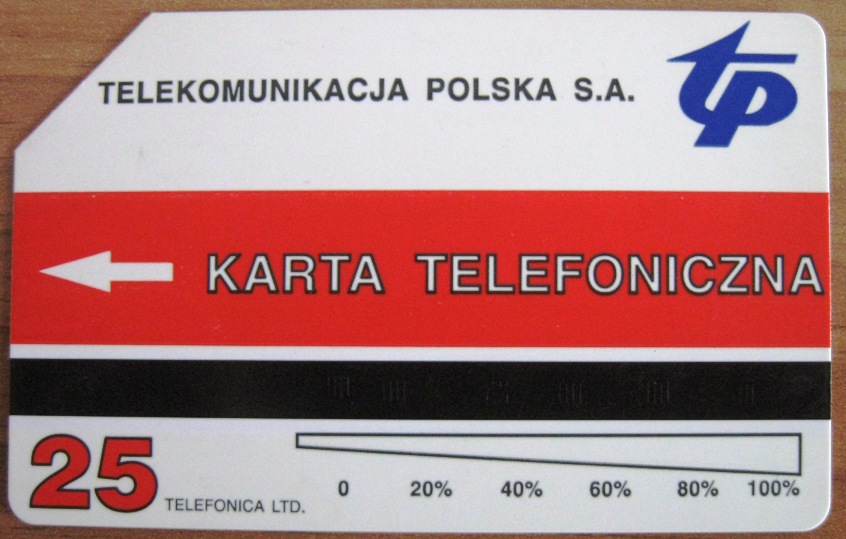 TELEKOMUNIKACJA POLSKA S.A.
tp
KARTA TELEFONICZNA
25
TELEFONICA LTD.
0 20% 40% 60% 80% 100%